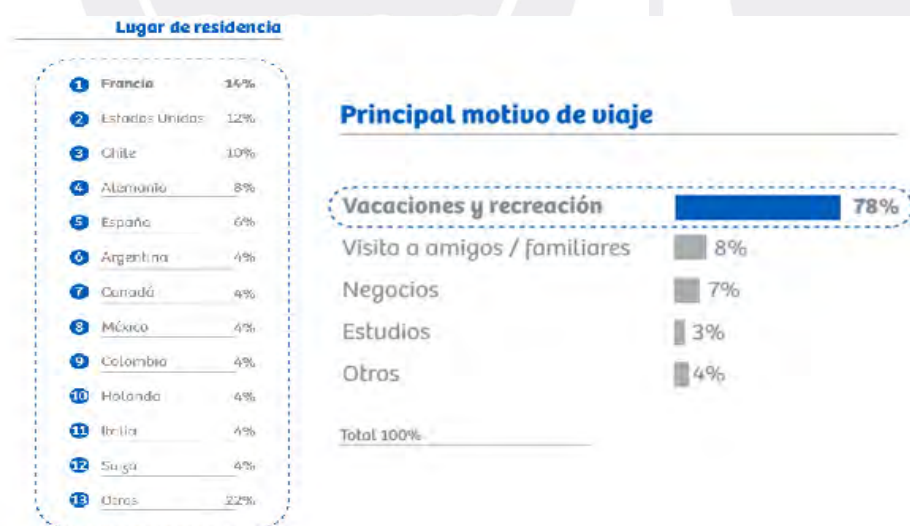 Lugar de residencia
1 Francia 14%
2 Estados Unidos 12%
3 Chile 10%
4 Alemania 8%
5 España 6%
6 Argentina 4%
7 Canadá 4%
8 México 4%
9 Colombia 4%
10 Holanda 4%
11 Italia 4%
12 Suiza 4%
13 Otros 22%
Principal motivo de viaje
Vacaciones y recreación 78%
Visita a amigos / familiares 8%
Negocios 7%
Estudios 3%
Otros 4%
Total 100%